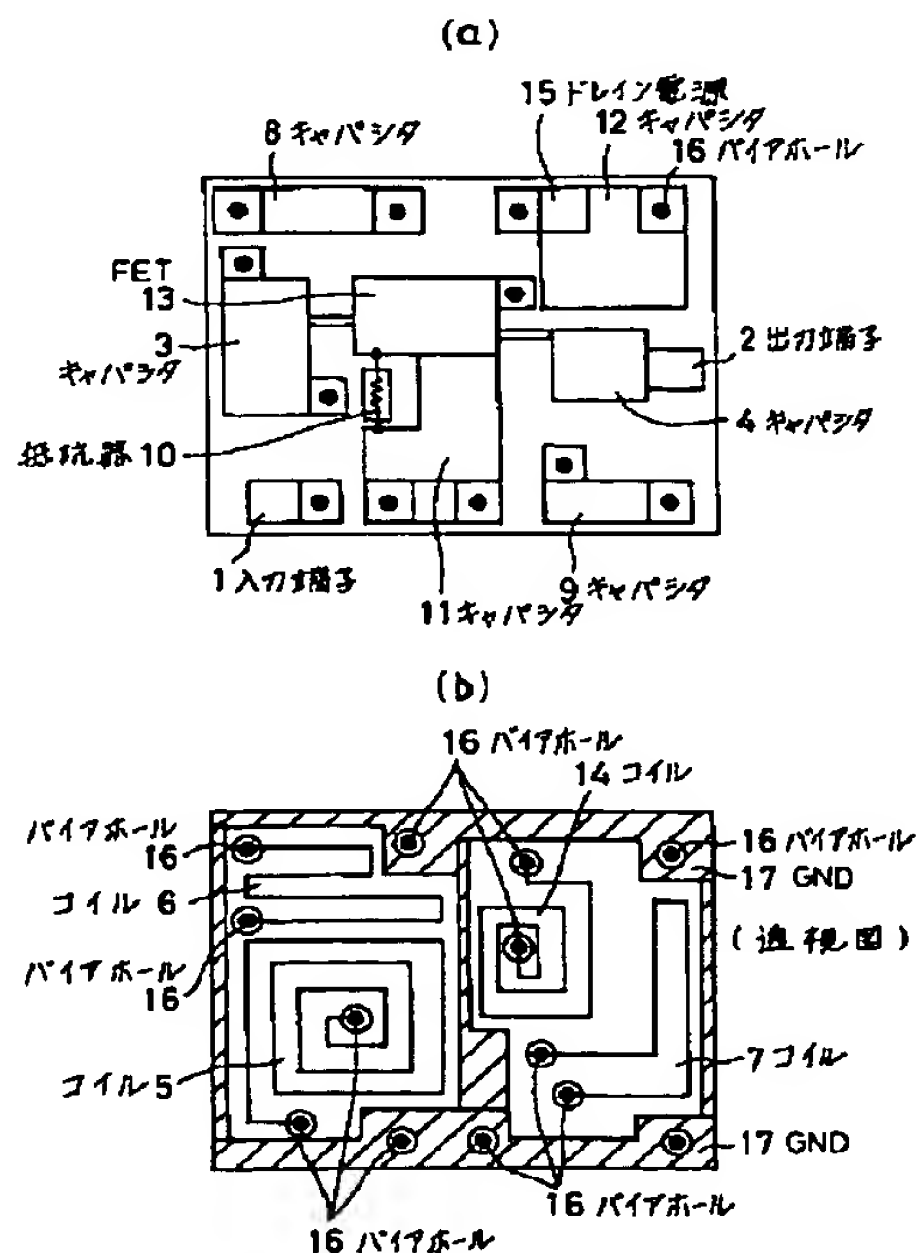 (a)
15 ドレイン電源
8 キャパシタ
12 キャパシタ
16 バイアホール
FET
13
3
キャパシタ
2 出力端子
4 キャパシタ
抵抗器 10
1 入力端子
11 キャパシタ
9 キャパシタ
(b)
16 バイアホール
14 コイル
バイアホール
16
16 バイアホール
17 GND
コイル 6
(透視図)
バイアホール
16
コイル 5
7 コイル
17 GND
16 バイアホール
16 バイアホール